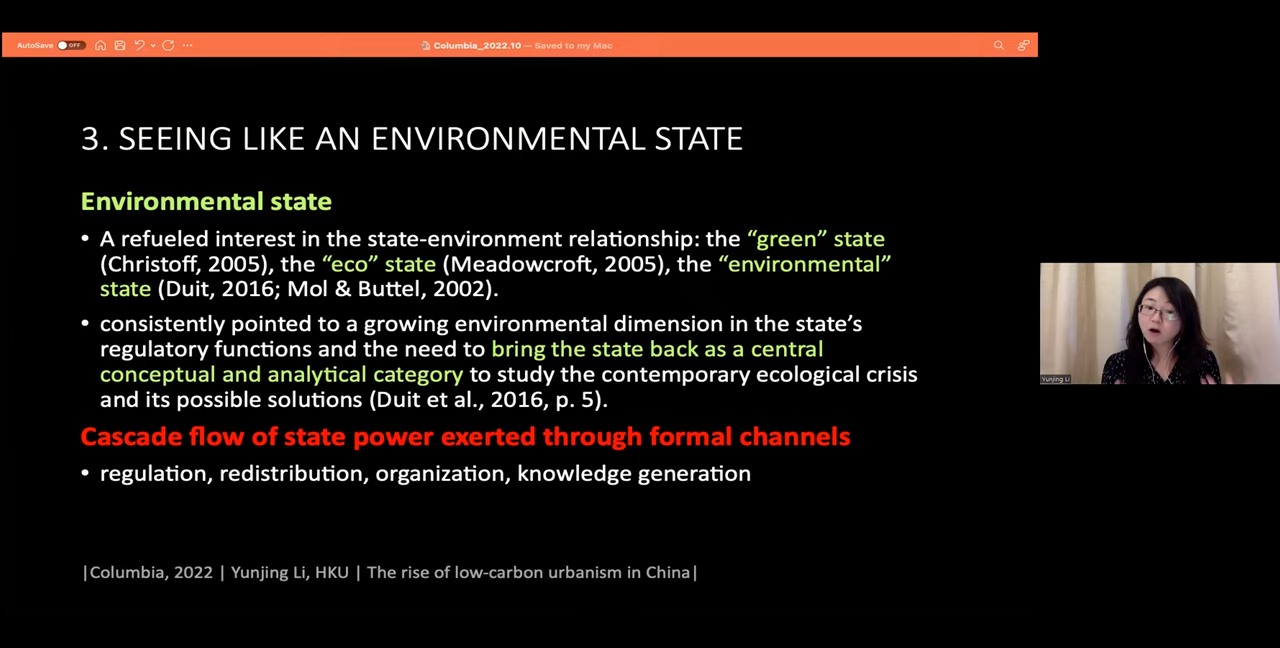 AutoSave OFF
Columbia_2022.10 — Saved to my Mac
3. SEEING LIKE AN ENVIRONMENTAL STATE
Environmental state
• A refueled interest in the state-environment relationship: the “green” state
(Christoff, 2005), the “eco” state (Meadowcroft, 2005), the “environmental”
state (Duit, 2016; Mol & Buttel, 2002).
• consistently pointed to a growing environmental dimension in the state’s
regulatory functions and the need to bring the state back as a central
conceptual and analytical category to study the contemporary ecological crisis
and its possible solutions (Duit et al., 2016, p. 5).
Cascade flow of state power exerted through formal channels
• regulation, redistribution, organization, knowledge generation
Yunjing Li
|Columbia, 2022 | Yunjing Li, HKU | The rise of low-carbon urbanism in China|